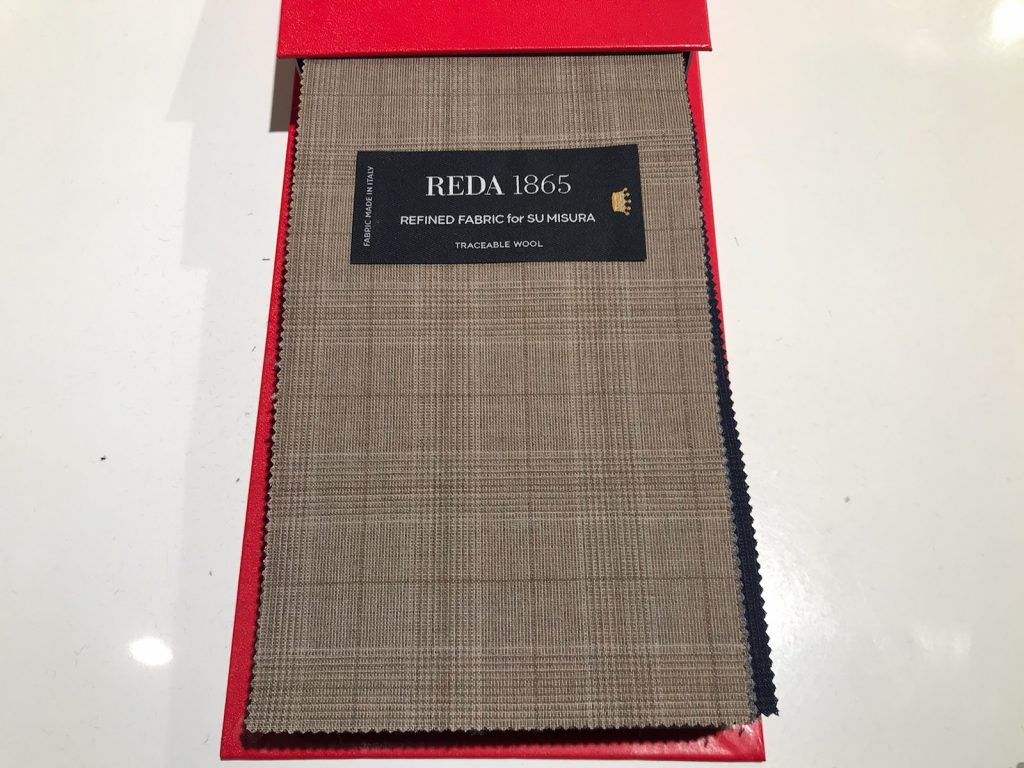 REDA 1865
REFINED FABRIC for SU MISURA
TRACEABLE WOOL
FABRIC MADE IN ITALY